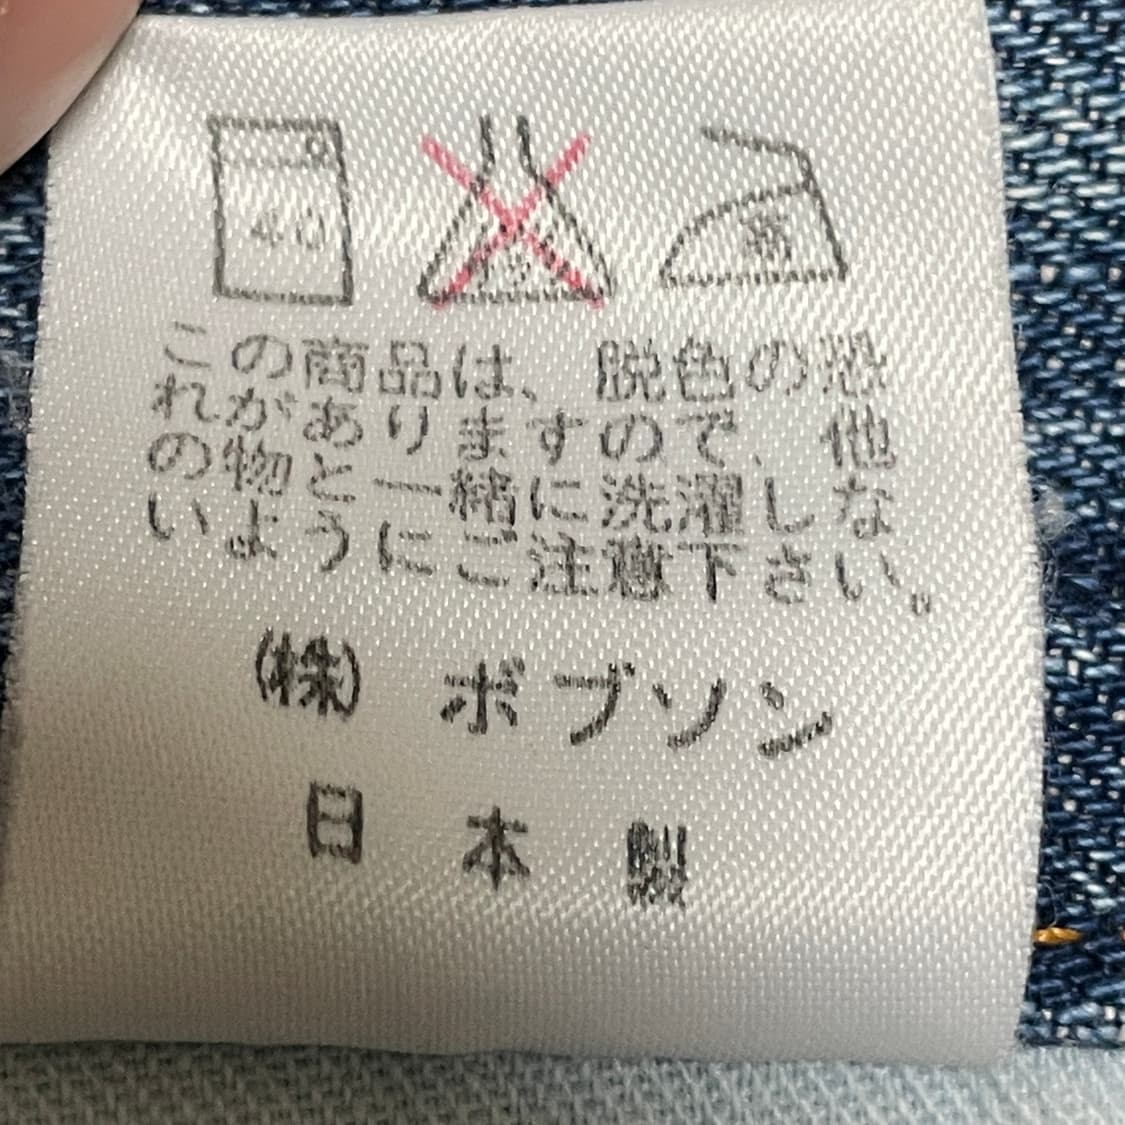 40
この商品は、脱色の恐
れがありますので、他
の物と一緒に洗濯しな
いようにご注意下さい。
㈱ ボブソン
日本製